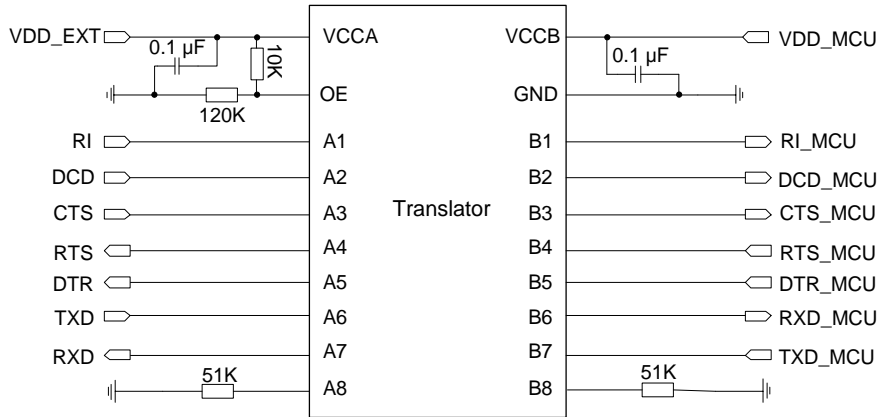 VDD_EXT VCCA VCCB VDD_MCU
0.1 µF 10K 0.1 µF
OE GND
120K
RI A1 B1 RI_MCU
DCD A2 B2 DCD_MCU
CTS A3 B3 CTS_MCU
Translator
RTS A4 B4 RTS_MCU
DTR A5 B5 DTR_MCU
TXD A6 B6 RXD_MCU
RXD A7 B7 TXD_MCU
51K A8 B8 51K